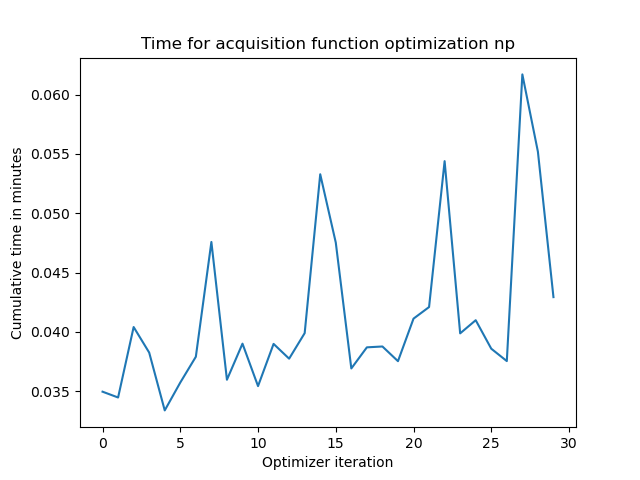 Time for acquisition function optimization np
0.060
0.055
0.050
0.045
0.040
0.035
Cumulative time in minutes
0 5 10 15 20 25 30
Optimizer iteration